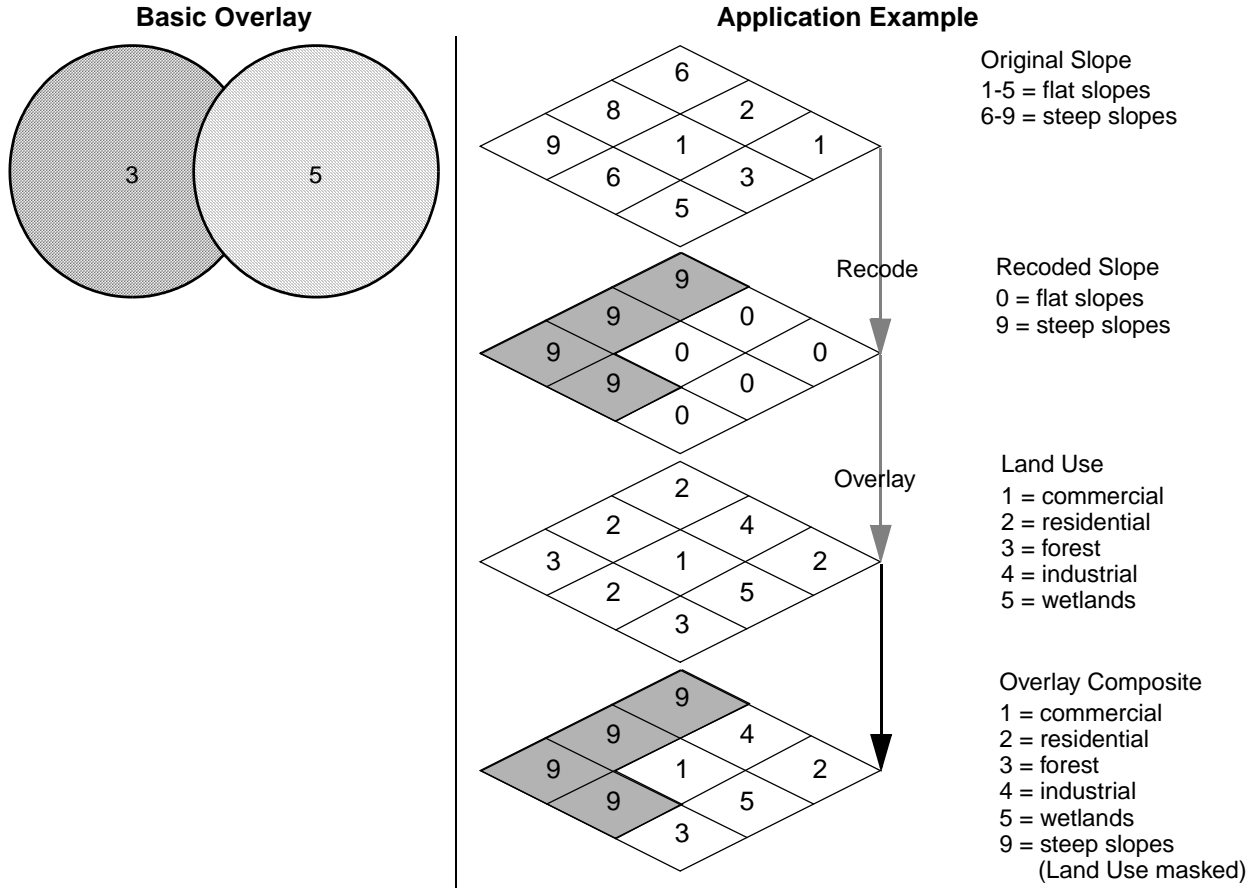 Basic Overlay
3
5
Application Example
6
8 2
9 1 1
6 3
5
Original Slope
1-5 = flat slopes
6-9 = steep slopes
Recode
9
9 0
9 0 0
9 0
0
Recoded Slope
0 = flat slopes
9 = steep slopes
Overlay
2
2 4
3 1 2
2 5
3
Land Use
1 = commercial
2 = residential
3 = forest
4 = industrial
5 = wetlands
9
9 4
9 1 2
9 5
3
Overlay Composite
1 = commercial
2 = residential
3 = forest
4 = industrial
5 = wetlands
9 = steep slopes
(Land Use masked)